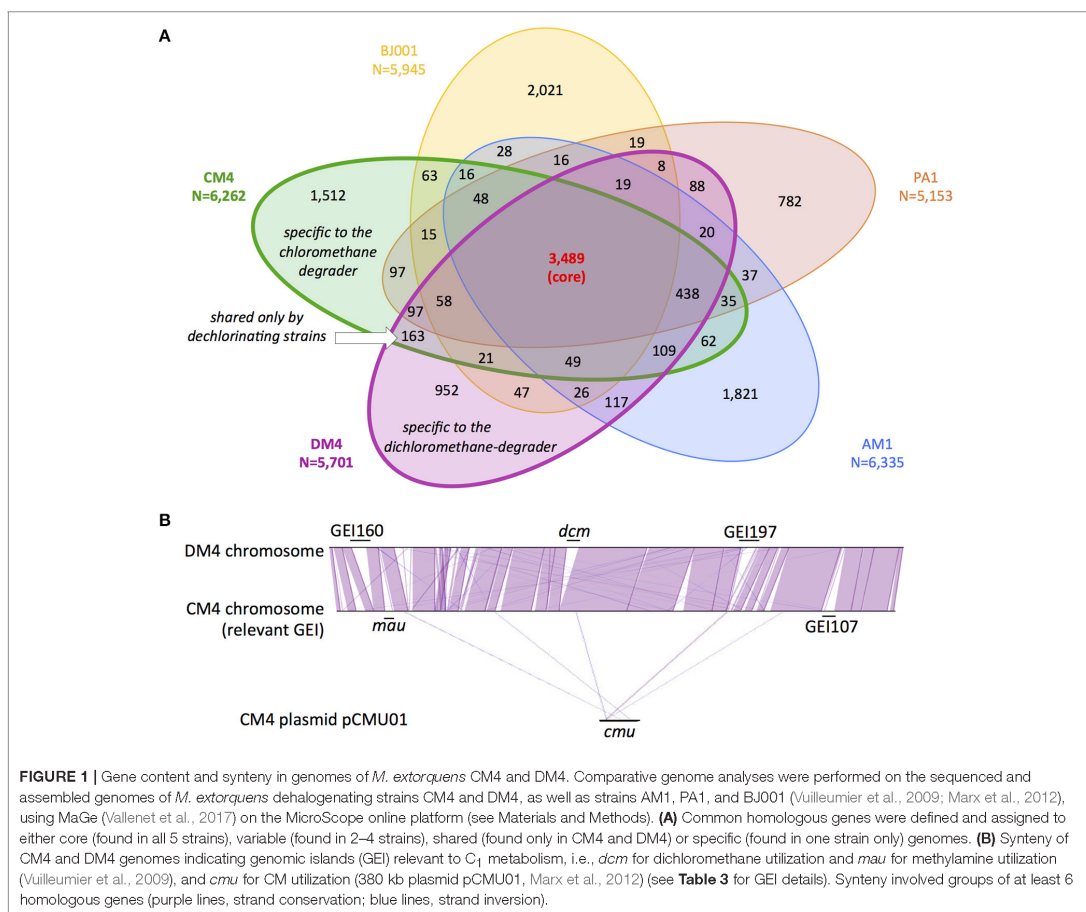 A
BJ001
N=5,945
2,021
19
28
16
8
PA1
N=5,153
CM4
N=6,262
63
16
19
88
1,512
48
782
20
specific to the
chloromethane
degrader
15
3,489
(core)
97
37
438
35
58
97
shared only by
dechlorinating strains
163
62
109
21
49
952
47
26
117
1,821
specific to the
dichloromethane-degrader
DM4
N=5,701
AM1
N=6,335
B
GEI160
dcm
GEI197
DM4 chromosome
CM4 chromosome
(relevant GEI)
mau
GEI107
CM4 plasmid pCMU01
cmu
FIGURE 1 | Gene content and synteny in genomes of M. extorquens CM4 and DM4. Comparative genome analyses were performed on the sequenced and
assembled genomes of M. extorquens dehalogenating strains CM4 and DM4, as well as strains AM1, PA1, and BJ001 (Vuilleumier et al., 2009; Marx et al., 2012),
using MaGe (Vallenet et al., 2017) on the MicroScope online platform (see Materials and Methods). (A) Common homologous genes were defined and assigned to
either core (found in all 5 strains), variable (found in 2–4 strains), shared (found only in CM4 and DM4) or specific (found in one strain only) genomes. (B) Synteny of
CM4 and DM4 genomes indicating genomic islands (GEI) relevant to C₁ metabolism, i.e., dcm for dichloromethane utilization and mau for methylamine utilization
(Vuilleumier et al., 2009), and cmu for CM utilization (380 kb plasmid pCMU01, Marx et al., 2012) (see Table 3 for GEI details). Synteny involved groups of at least 6
homologous genes (purple lines, strand conservation; blue lines, strand inversion).